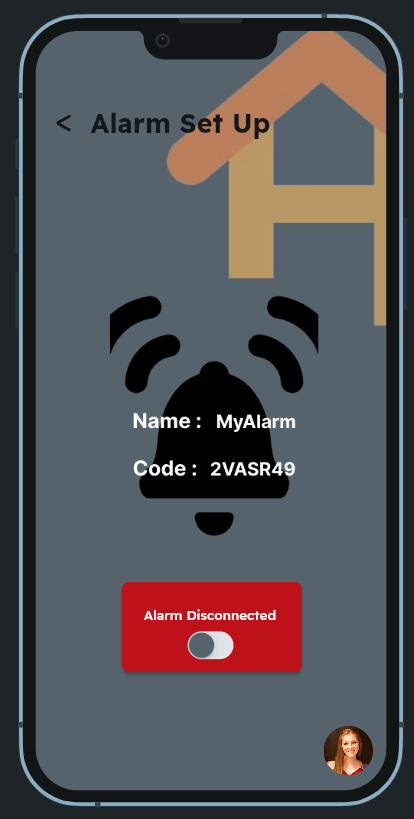 < Alarm Set Up
Name : MyAlarm
Code : 2VASR49
Alarm Disconnected